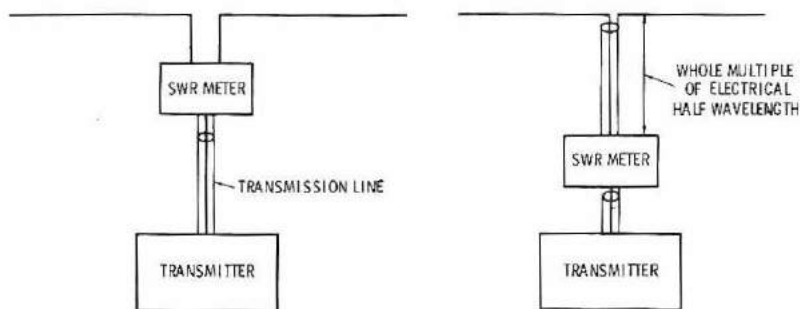 SWR METER
TRANSMISSION LINE
TRANSMITTER
WHOLE MULTIPLE
OF ELECTRICAL
HALF WAVELENGTH
SWR METER
TRANSMITTER